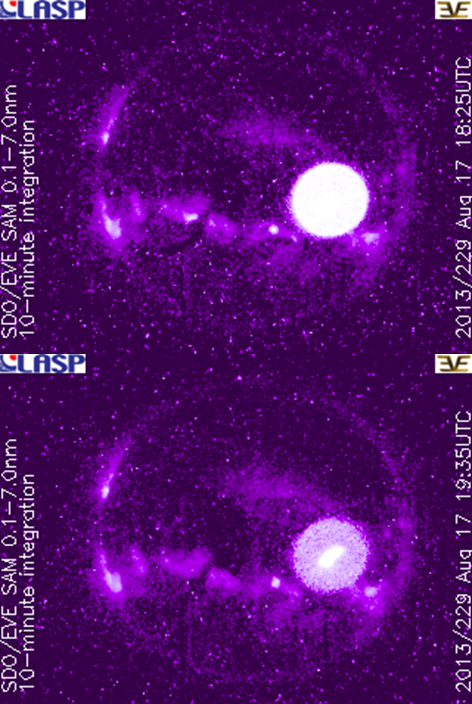 LASP
SDO/EVE SAM 0.1-7.0nm
10-minute integration
2013/229 Aug 17 18:25UTC
LASP
SDO/EVE SAM 0.1-7.0nm
10-minute integration
2013/229 Aug 17 19:35UTC